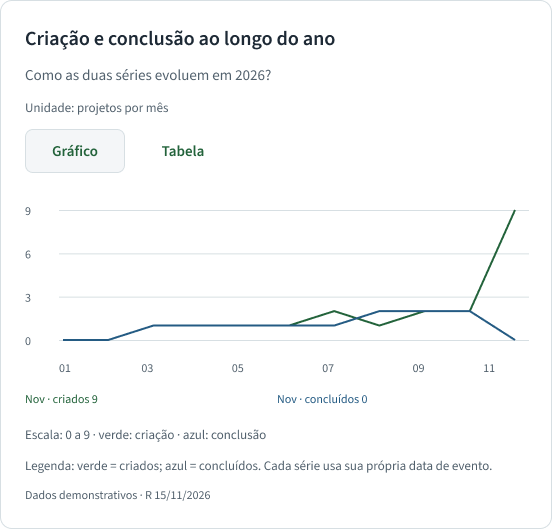 Criação e conclusão ao longo do ano
Como as duas séries evoluem em 2026?
Unidade: projetos por mês
Gráfico
Tabela
9
6
3
0
01 03 05 07 09 11
Nov · criados 9
Nov · concluídos 0
Escala: 0 a 9 · verde: criação · azul: conclusão
Legenda: verde = criados; azul = concluídos. Cada série usa sua própria data de evento.
Dados demonstrativos · R 15/11/2026